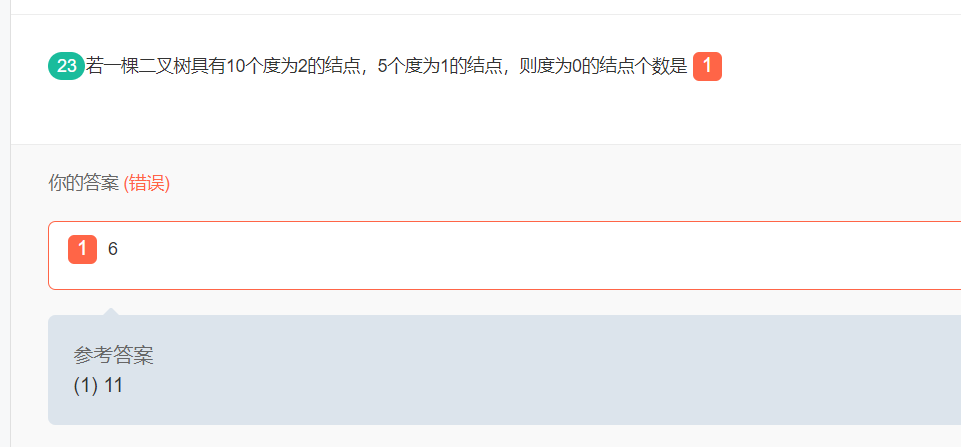 23若一棵二叉树具有10个度为2的结点，5个度为1的结点，则度为0的结点个数是 1
你的答案 (错误)
1 6
参考答案
(1) 11